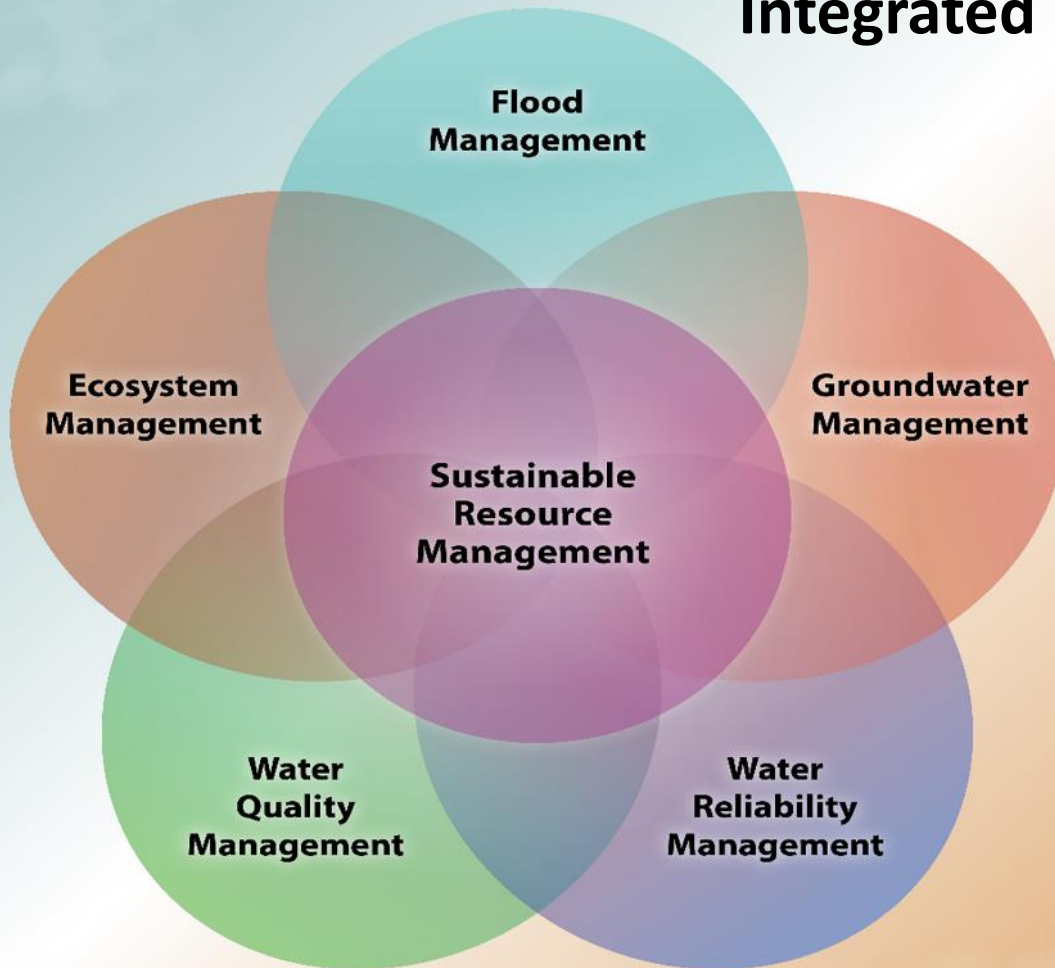 Integrated
Flood
Management
Ecosystem
Management
Groundwater
Management
Sustainable
Resource
Management
Water
Quality
Management
Water
Reliability
Management